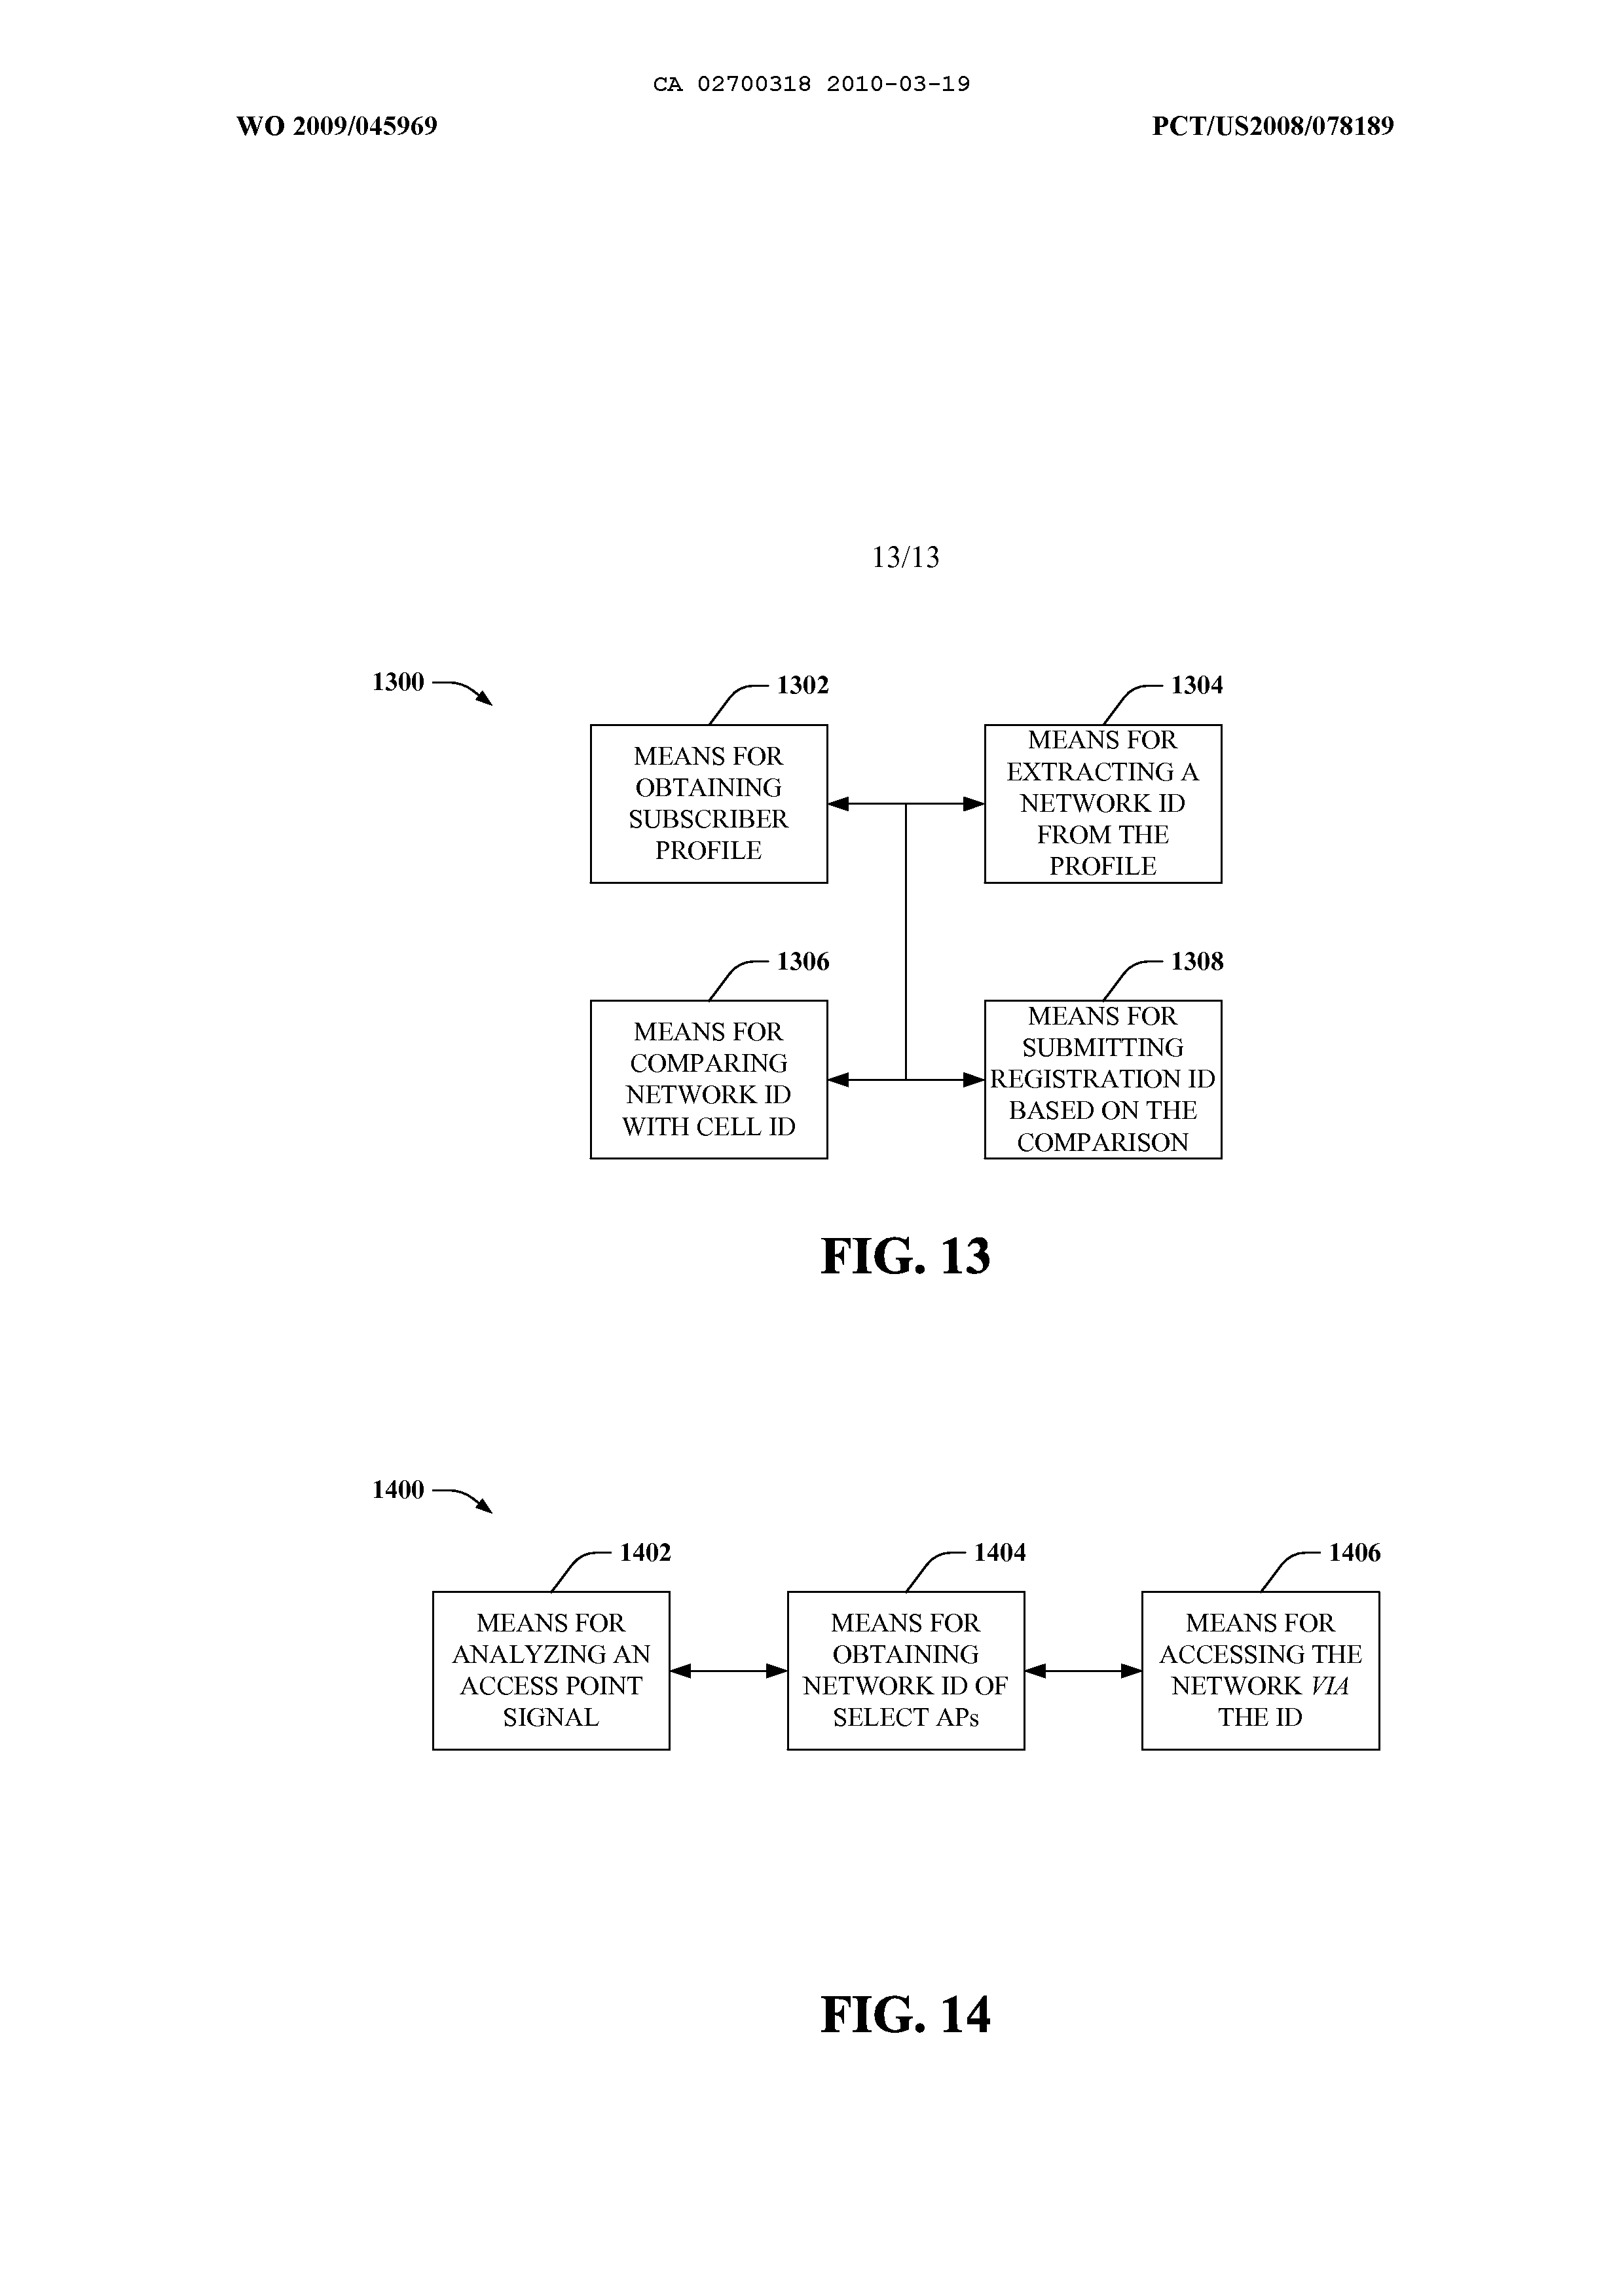 CA 02700318 2010-03-19
WO 2009/045969
PCT/US2008/078189
13/13
1300
1302
MEANS FOR
OBTAINING
SUBSCRIBER
PROFILE
1304
MEANS FOR
EXTRACTING A
NETWORK ID
FROM THE
PROFILE
1306
MEANS FOR
COMPARING
NETWORK ID
WITH CELL ID
1308
MEANS FOR
SUBMITTING
REGISTRATION ID
BASED ON THE
COMPARISON
FIG. 13
1400
1402
MEANS FOR
ANALYZING AN
ACCESS POINT
SIGNAL
1404
MEANS FOR
OBTAINING
NETWORK ID OF
SELECT APs
1406
MEANS FOR
ACCESSING THE
NETWORK VIA
THE ID
FIG. 14